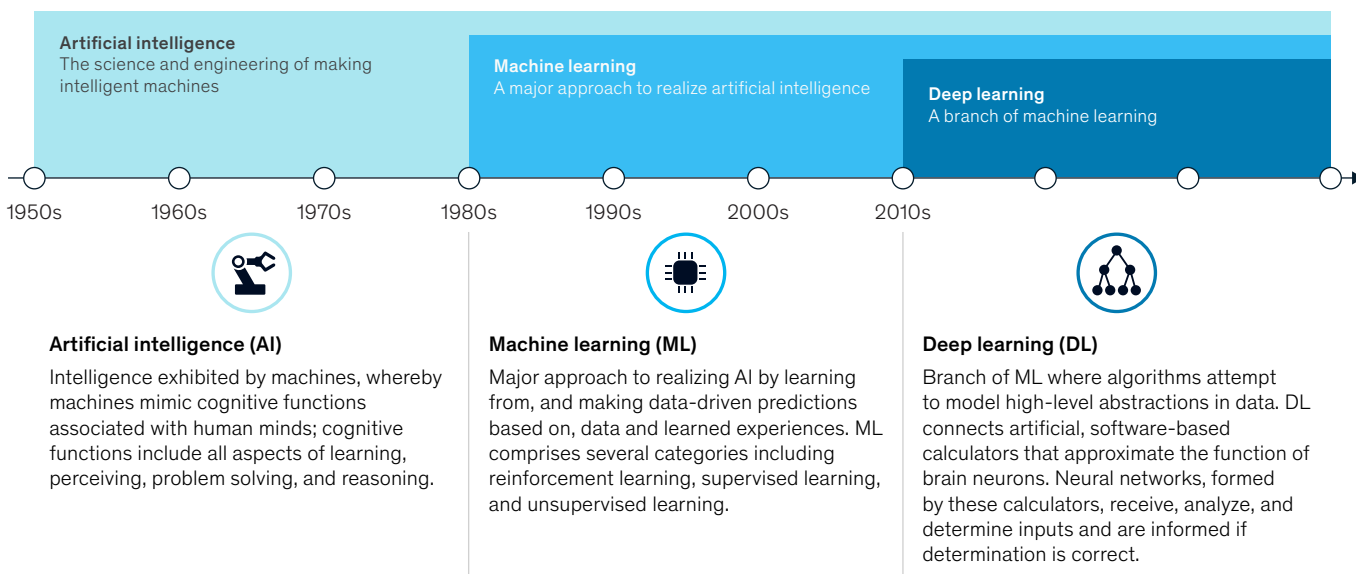 Artificial intelligence
The science and engineering of making
intelligent machines
Machine learning
A major approach to realize artificial intelligence
Deep learning
A branch of machine learning
1950s
1960s
1970s
1980s
1990s
2000s
2010s
Artificial intelligence (AI)
Intelligence exhibited by machines, whereby
machines mimic cognitive functions
associated with human minds; cognitive
functions include all aspects of learning,
perceiving, problem solving, and reasoning.
Machine learning (ML)
Major approach to realizing AI by learning
from, and making data-driven predictions
based on, data and learned experiences. ML
comprises several categories including
reinforcement learning, supervised learning,
and unsupervised learning.
Deep learning (DL)
Branch of ML where algorithms attempt
to model high-level abstractions in data. DL
connects artificial, software-based
calculators that approximate the function of
brain neurons. Neural networks, formed
by these calculators, receive, analyze, and
determine inputs and are informed if
determination is correct.